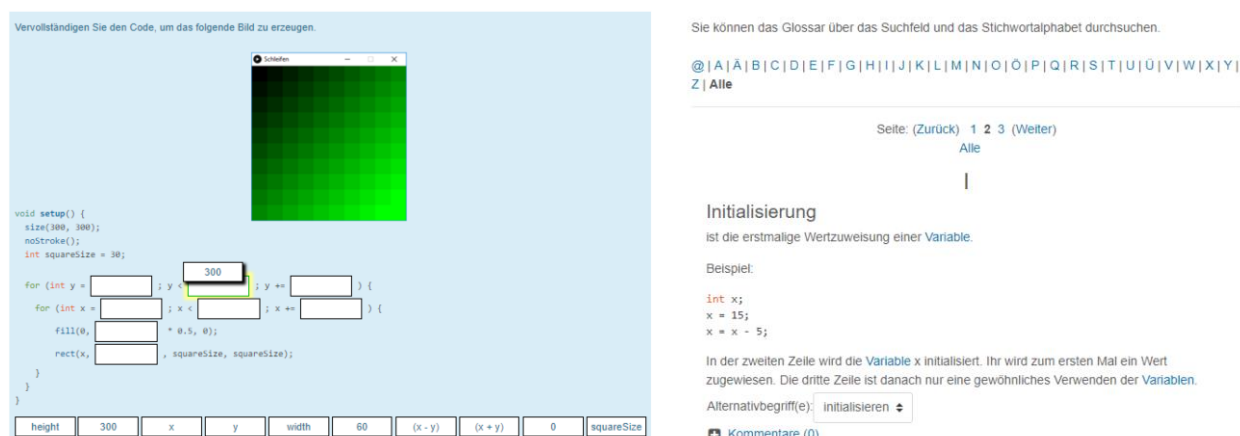 Vervollständigen Sie den Code, um das folgende Bild zu erzeugen.
Schleifen
void setup() {
size(300, 300);
noStroke();
int squareSize = 30;
300
for (int y = ; y < ; y += ) {
for (int x = ; x < ; x += ) {
fill(0, * 0.5, 0);
rect(x, , squareSize, squareSize);
}
}
}
height 300 x y width 60 (x - y) (x + y) 0 squareSize
Sie können das Glossar über das Suchfeld und das Stichwortalphabet durchsuchen.
@ | A | Ä | B | C | D | E | F | G | H | I | J | K | L | M | N | O | Ö | P | Q | R | S | T | U | Ü | V | W | X | Y |
Z | Alle
Seite: (Zurück) 1 2 3 (Weiter)
Alle
Initialisierung
ist die erstmalige Wertzuweisung einer Variable.
Beispiel:
int x;
x = 15;
x = x - 5;
In der zweiten Zeile wird die Variable x initialisiert. Ihr wird zum ersten Mal ein Wert
zugewiesen. Die dritte Zeile ist danach nur eine gewöhnliches Verwenden der Variablen.
Alternativbegriff(e): initialisieren
Kommentare (0)